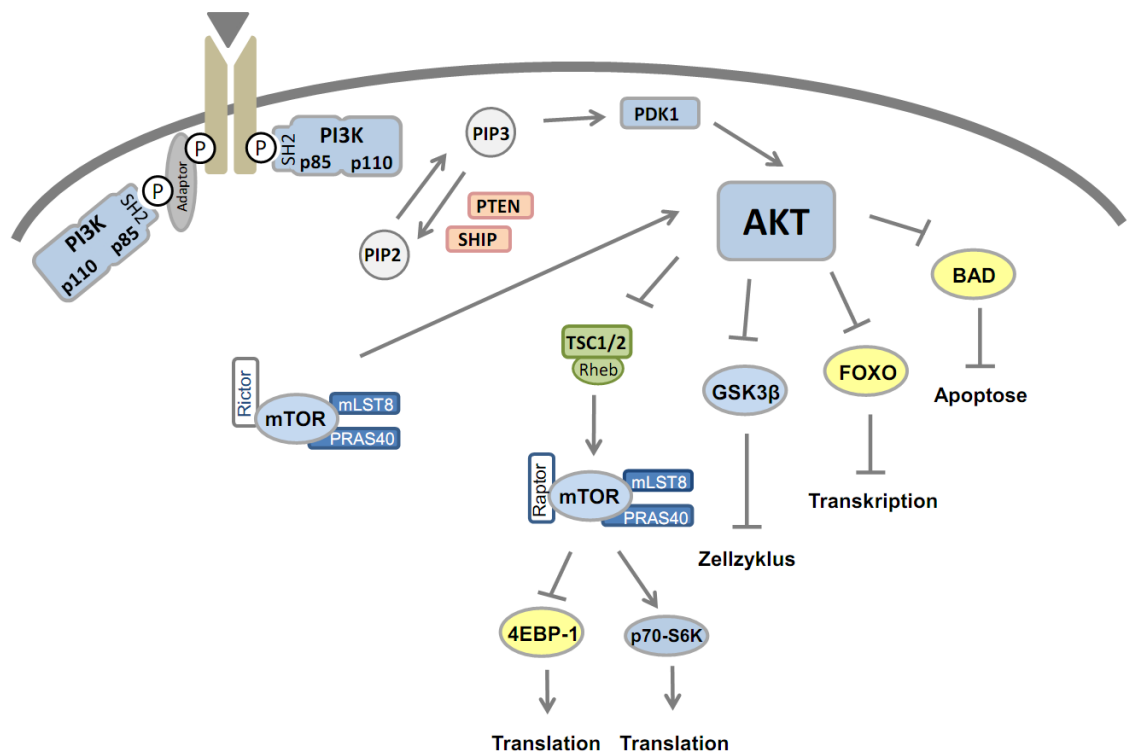 P
P
SH2
PI3K
p85 p110
Adaptor
P
SH2
PI3K
p85
p110
PIP3
PDK1
PTEN
SHIP
PIP2
AKT
BAD
Apoptose
TSC1/2
Rheb
GSK3β
FOXO
Transkription
Zellzyklus
Rictor
mTOR
mLST8
PRAS40
Raptor
mTOR
mLST8
PRAS40
4EBP-1
p70-S6K
Translation
Translation